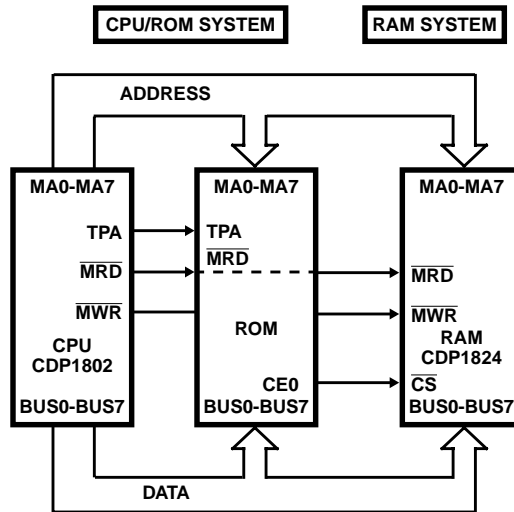 CPU/ROM SYSTEM
RAM SYSTEM
ADDRESS
MA0-MA7
TPA
MRD
MWR
CPU
CDP1802
BUS0-BUS7
MA0-MA7
TPA
MRD
ROM
CE0
BUS0-BUS7
MA0-MA7
MRD
MWR
RAM
CDP1824
CS
BUS0-BUS7
DATA